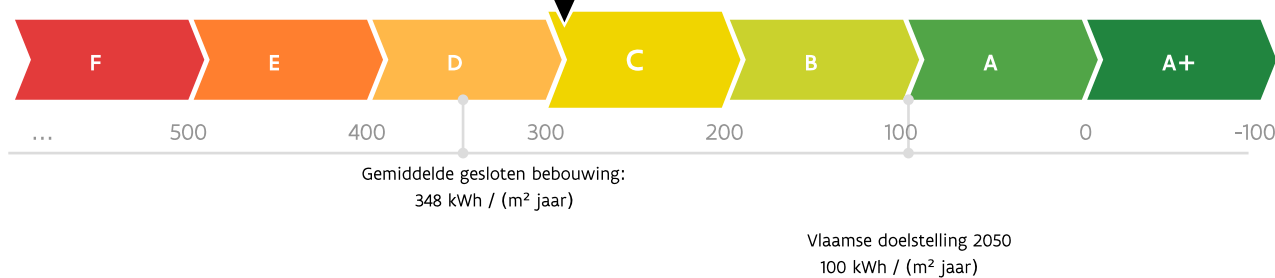 F E D C B A A+
... 500 400 300 200 100 0 -100
Gemiddelde gesloten bebouwing:
348 kWh / (m² jaar)
Vlaamse doelstelling 2050
100 kWh / (m² jaar)